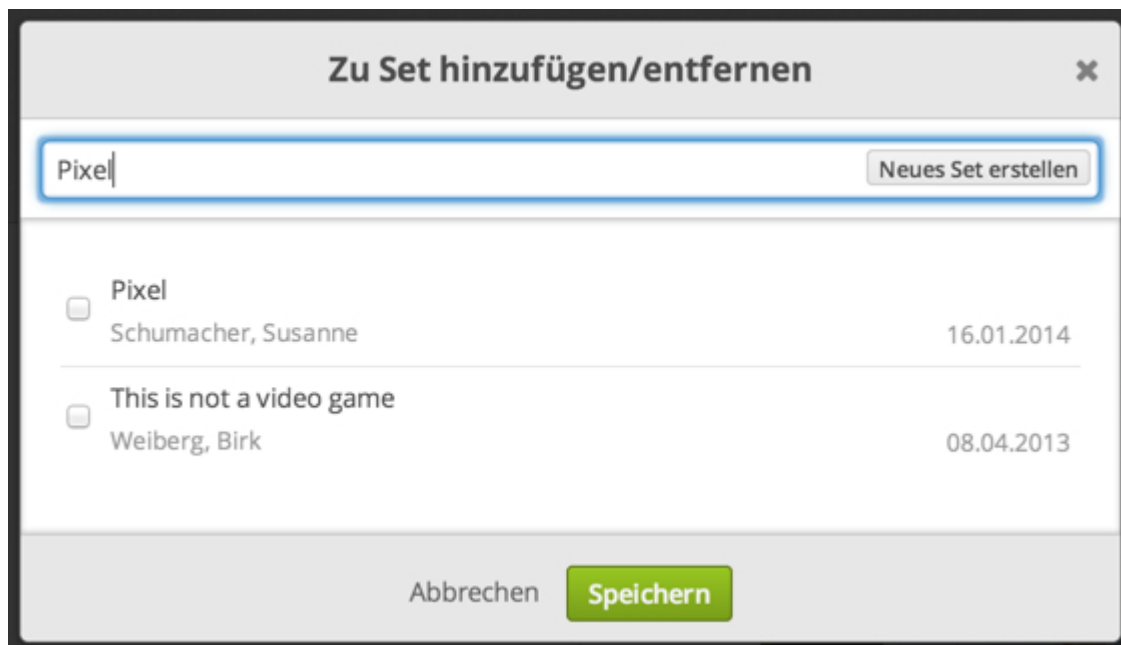 Zu Set hinzufügen/entfernen
Pixel Neues Set erstellen
Pixel
Schumacher, Susanne 16.01.2014
This is not a video game
Weiberg, Birk 08.04.2013
Abbrechen Speichern